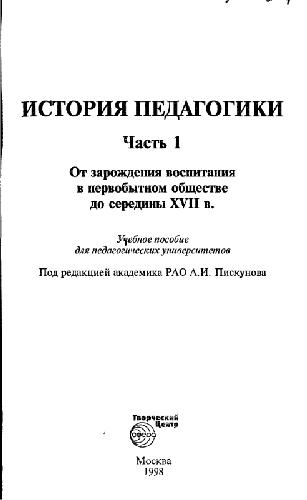 ИСТОРИЯ ПЕДАГОГИКИ
Часть 1
От зарождения воспитания
в первобытном обществе
до середины XVII в.
Учебное пособие
для педагогических университетов
Под редакцией академика РАО А.И. Пискунова
Творческий
Центр
сфера
Москва
1998